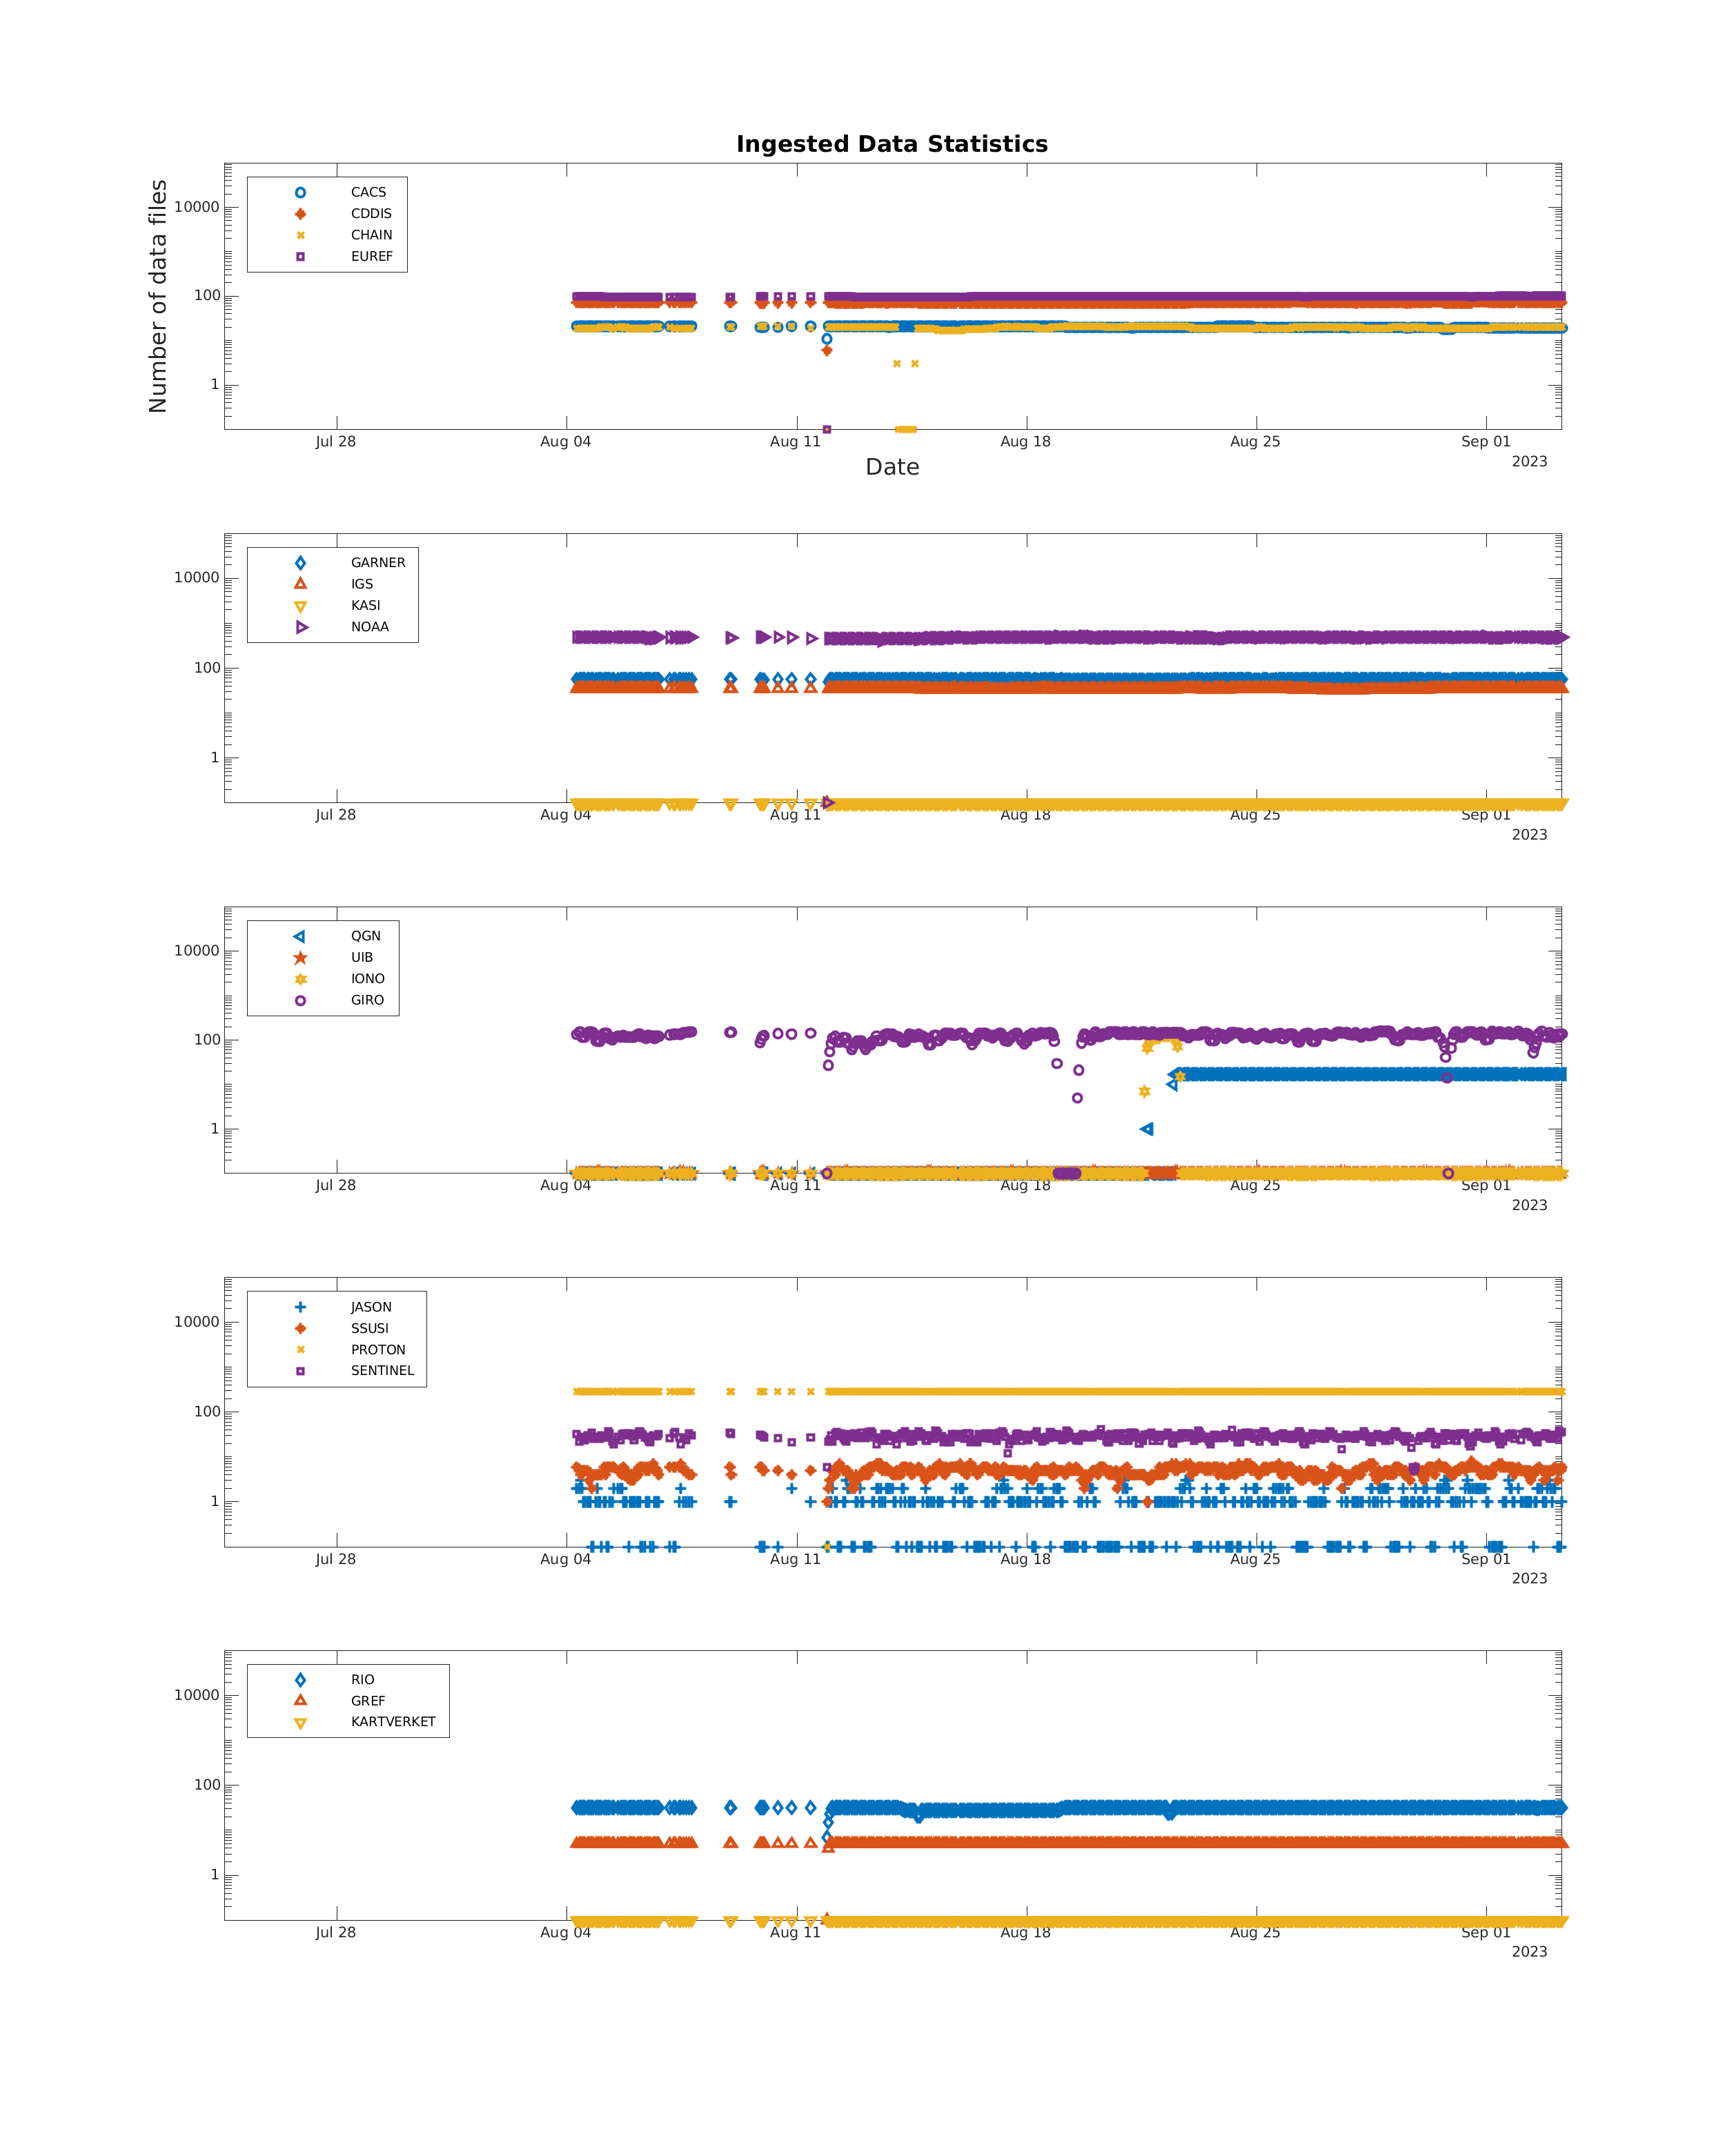 Ingested Data Statistics
Number of data files
CACS
CDDIS
CHAIN
EUREF
10000
100
1
Jul 28 Aug 04 Aug 11 Aug 18 Aug 25 Sep 01
2023
Date
GARNER
IGS
KASI
NOAA
10000
100
1
Jul 28 Aug 04 Aug 11 Aug 18 Aug 25 Sep 01
2023
QGN
UIB
IONO
GIRO
10000
100
1
Jul 28 Aug 04 Aug 11 Aug 18 Aug 25 Sep 01
2023
JASON
SSUSI
PROTON
SENTINEL
10000
100
1
Jul 28 Aug 04 Aug 11 Aug 18 Aug 25 Sep 01
2023
RIO
GREF
KARTVERKET
10000
100
1
Jul 28 Aug 04 Aug 11 Aug 18 Aug 25 Sep 01
2023